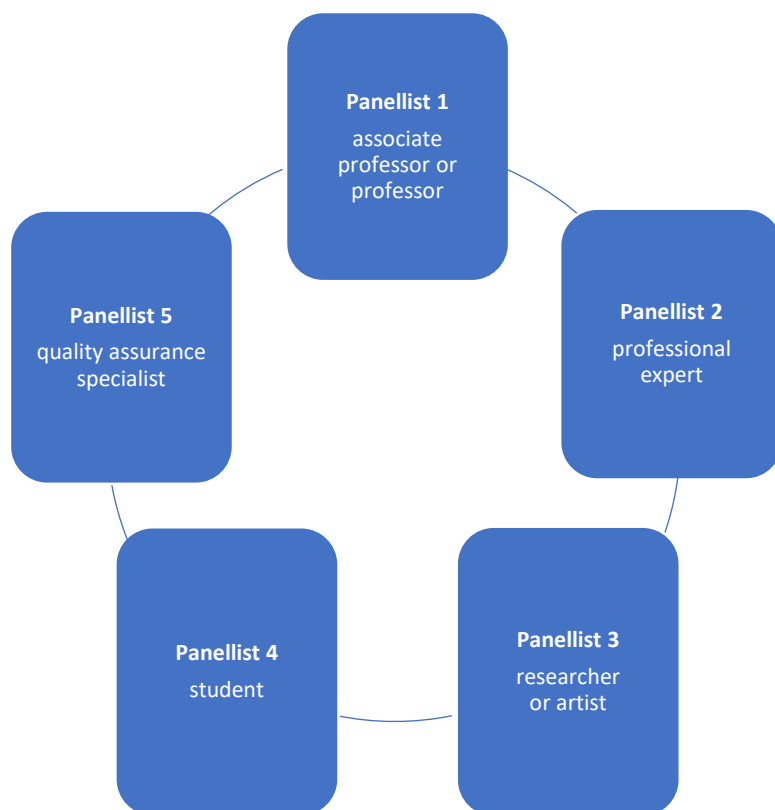 Panellist 1
associate
professor or
professor
Panellist 2
professional
expert
Panellist 3
researcher
or artist
Panellist 4
student
Panellist 5
quality assurance
specialist